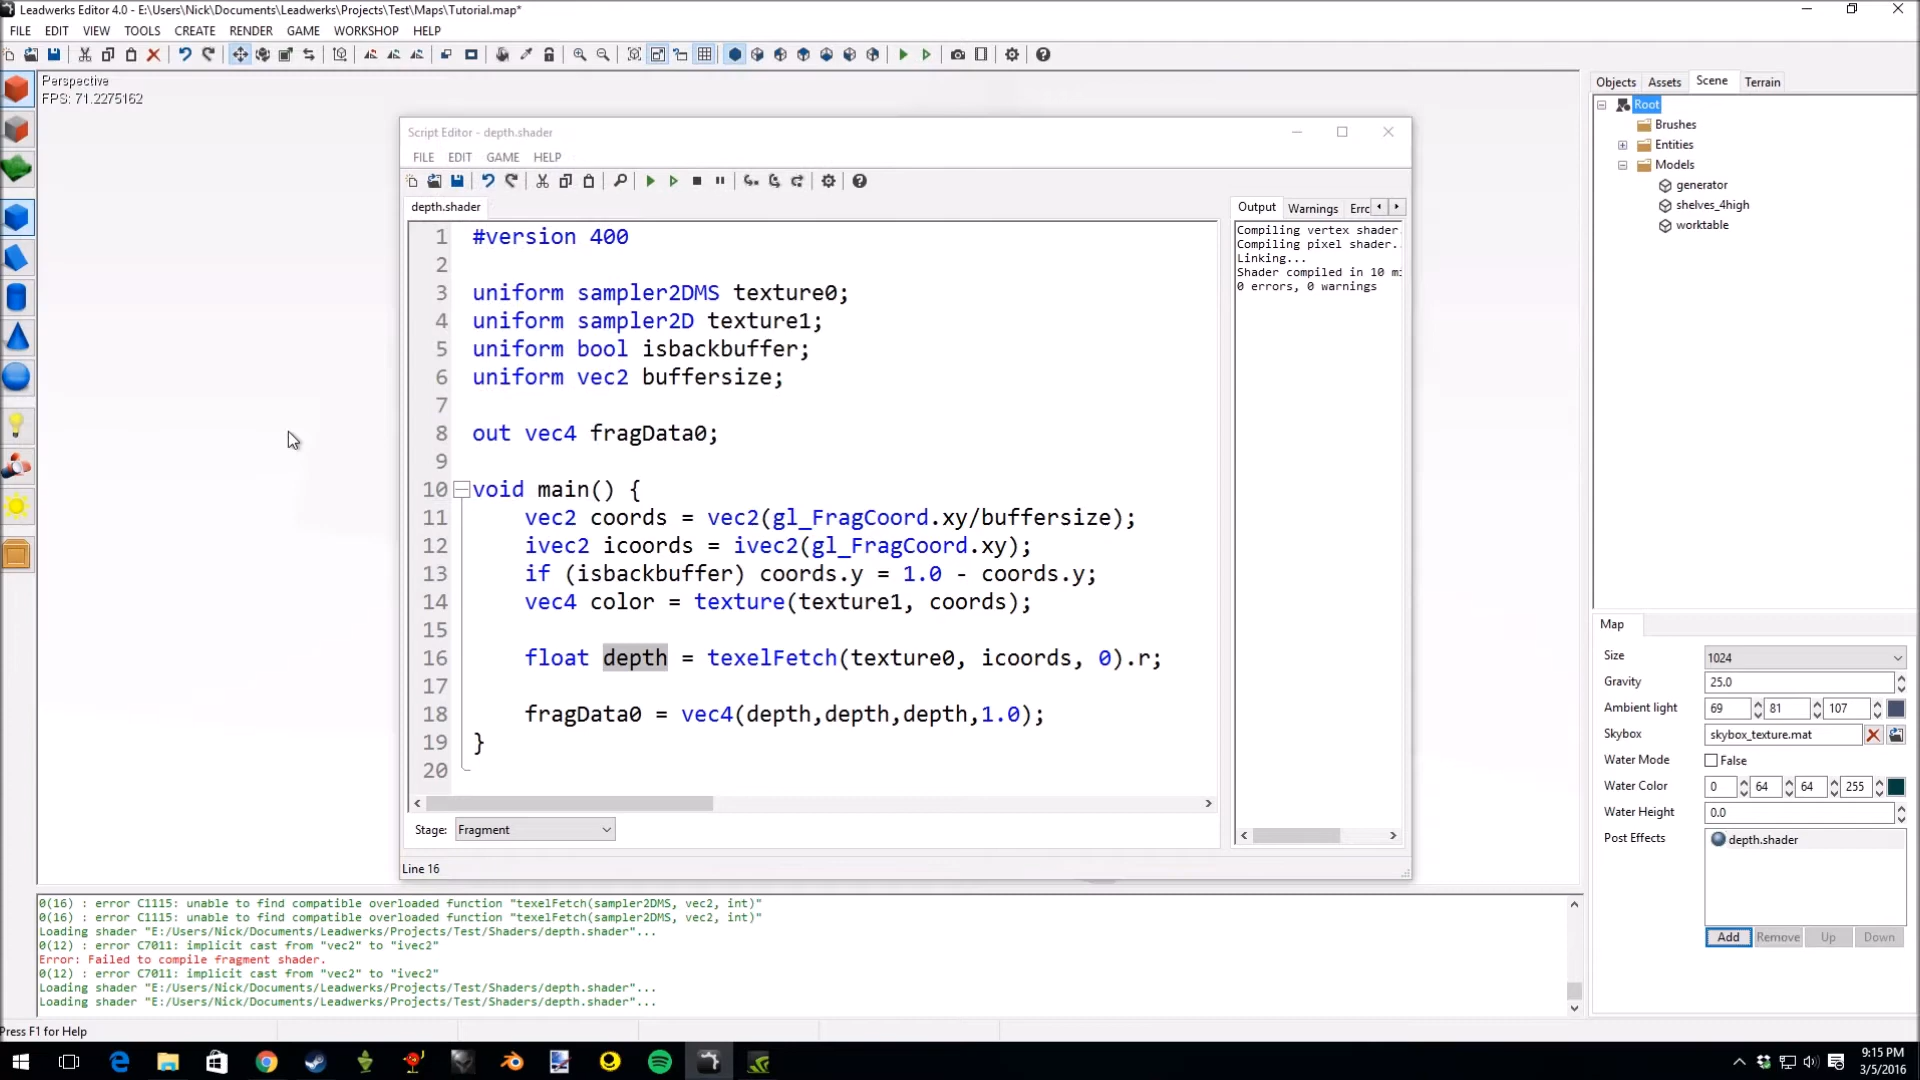 Leadwerks Editor 4.0 - E:\Users\Nick\Documents\Leadwerks\Projects\Test\Maps\Tutorial.map*
FILE EDIT VIEW TOOLS CREATE RENDER GAME WORKSHOP HELP
Perspective
FPS: 71.2275162
Script Editor - depth.shader
FILE EDIT GAME HELP
depth.shader
1 #version 400
2
3 uniform sampler2DMS texture0;
4 uniform sampler2D texture1;
5 uniform bool isbackbuffer;
6 uniform vec2 buffersize;
7
8 out vec4 fragData0;
9
10 void main() {
11 vec2 coords = vec2(gl_FragCoord.xy/buffersize);
12 ivec2 icoords = ivec2(gl_FragCoord.xy);
13 if (isbackbuffer) coords.y = 1.0 - coords.y;
14 vec4 color = texture(texture1, coords);
15
16 float depth = texelFetch(texture0, icoords, 0).r;
17
18 fragData0 = vec4(depth,depth,depth,1.0);
19 }
20
Stage: Fragment
Line 16
Output Warnings Errc
Compiling vertex shader.
Compiling pixel shader..
Linking...
Shader compiled in 10 mi
0 errors, 0 warnings
Objects Assets Scene Terrain
Root
Brushes
Entities
Models
generator
shelves_4high
worktable
Map
Size 1024
Gravity 25.0
Ambient light 69 81 107
Skybox skybox_texture.mat
Water Mode False
Water Color 0 64 64 255
Water Height 0.0
Post Effects depth.shader
Add Remove Up Down
0(16) : error C1115: unable to find compatible overloaded function "texelFetch(sampler2DMS, vec2, int)"
0(16) : error C1115: unable to find compatible overloaded function "texelFetch(sampler2DMS, vec2, int)"
Loading shader "E:/Users/Nick/Documents/Leadwerks/Projects/Test/Shaders/depth.shader"...
0(12) : error C7011: implicit cast from "vec2" to "ivec2"
Error: Failed to compile fragment shader.
0(12) : error C7011: implicit cast from "vec2" to "ivec2"
Loading shader "E:/Users/Nick/Documents/Leadwerks/Projects/Test/Shaders/depth.shader"...
Loading shader "E:/Users/Nick/Documents/Leadwerks/Projects/Test/Shaders/depth.shader"...
Press F1 for Help
9:15 PM
3/5/2016